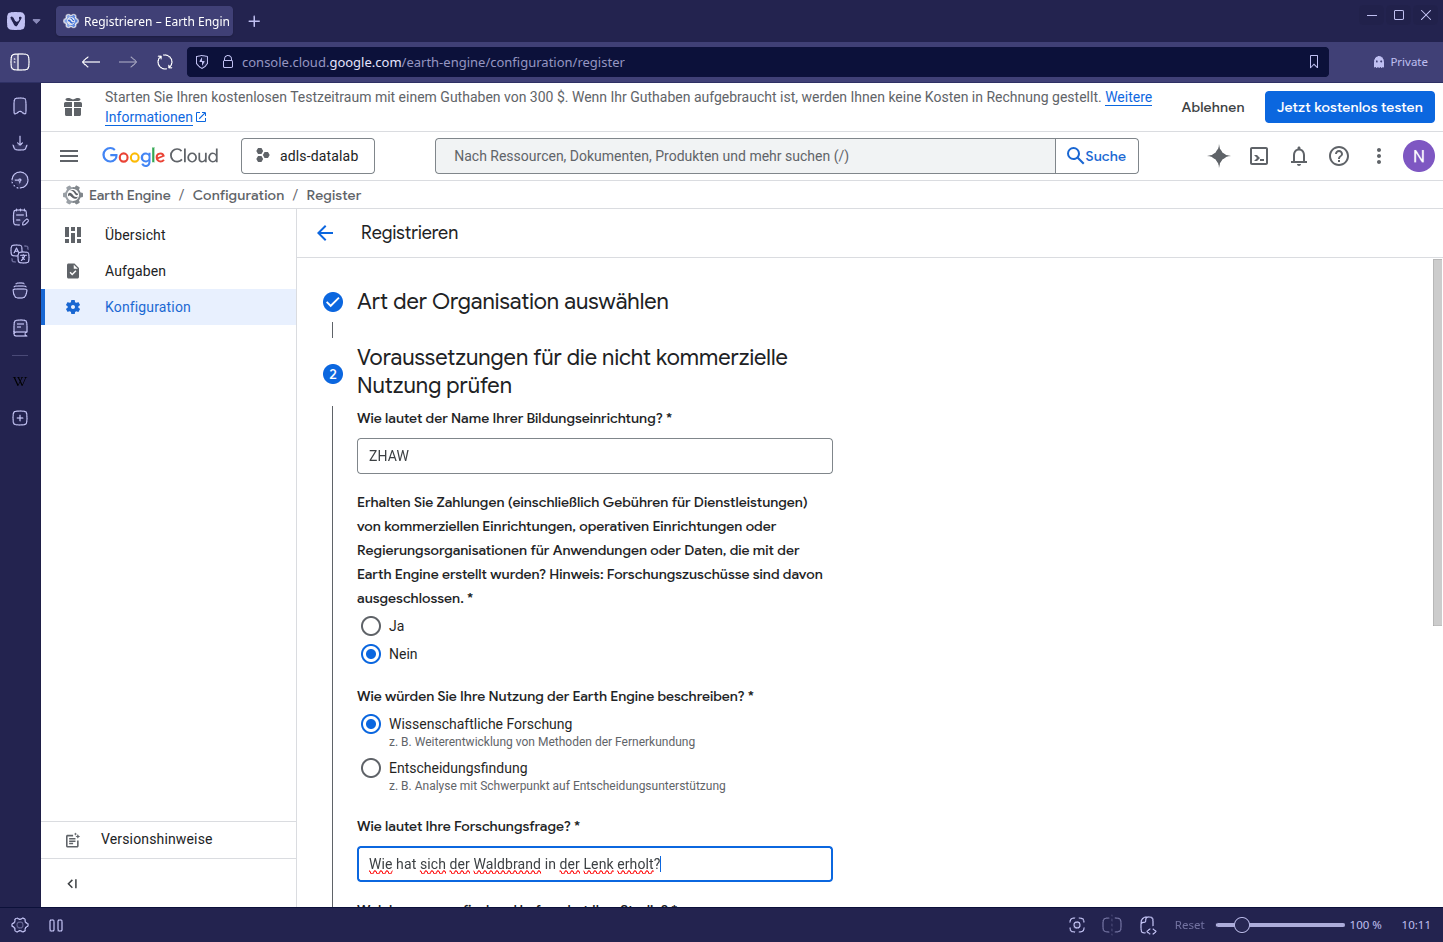 Registrieren – Earth Engin
console.cloud.google.com/earth-engine/configuration/register
Private
Starten Sie Ihren kostenlosen Testzeitraum mit einem Guthaben von 300 $. Wenn Ihr Guthaben aufgebraucht ist, werden Ihnen keine Kosten in Rechnung gestellt. Weitere
Informationen
Ablehnen
Jetzt kostenlos testen
Google Cloud
adls-datalab
Nach Ressourcen, Dokumenten, Produkten und mehr suchen (/)
Suche
N
Earth Engine / Configuration / Register
Übersicht
Aufgaben
Konfiguration
Versionshinweise
W
Registrieren
Art der Organisation auswählen
2
Voraussetzungen für die nicht kommerzielle
Nutzung prüfen
Wie lautet der Name Ihrer Bildungseinrichtung? *
ZHAW
Erhalten Sie Zahlungen (einschließlich Gebühren für Dienstleistungen)
von kommerziellen Einrichtungen, operativen Einrichtungen oder
Regierungsorganisationen für Anwendungen oder Daten, die mit der
Earth Engine erstellt wurden? Hinweis: Forschungszuschüsse sind davon
ausgeschlossen. *
Ja
Nein
Wie würden Sie Ihre Nutzung der Earth Engine beschreiben? *
Wissenschaftliche Forschung
z. B. Weiterentwicklung von Methoden der Fernerkundung
Entscheidungsfindung
z. B. Analyse mit Schwerpunkt auf Entscheidungsunterstützung
Wie lautet Ihre Forschungsfrage? *
Wie hat sich der Waldbrand in der Lenk erholt?
Reset
100 %
10:11